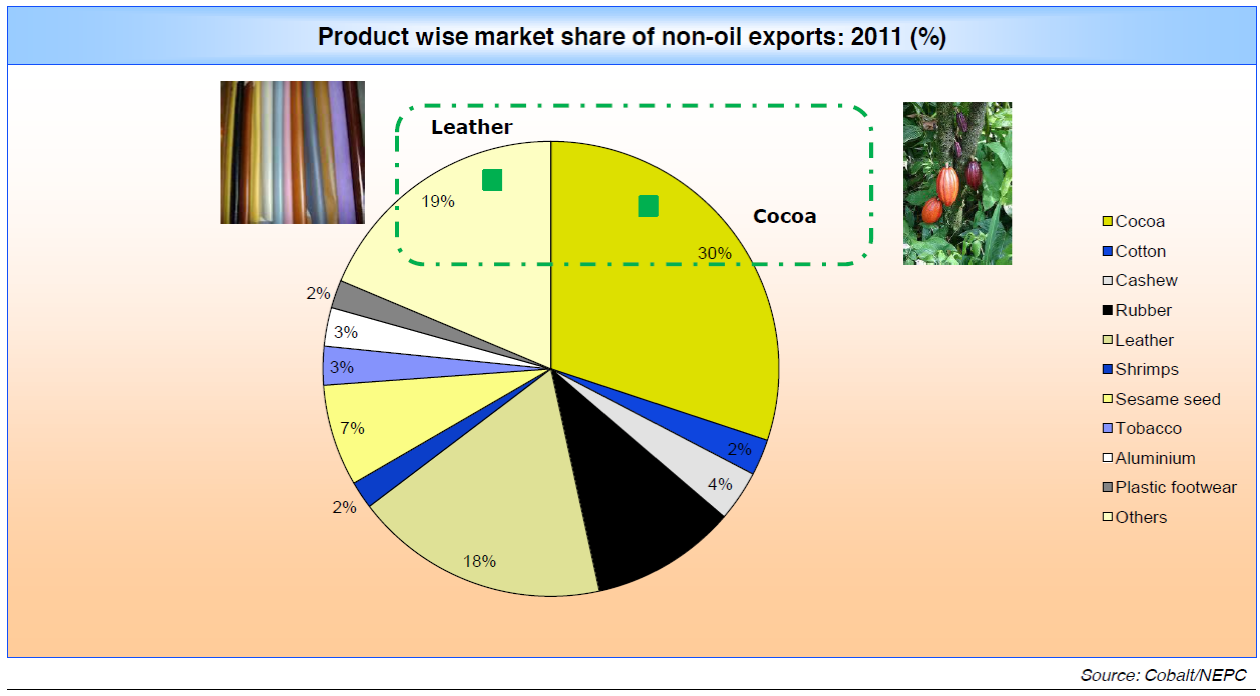 Product wise market share of non-oil exports: 2011 (%)
Leather
Cocoa
19%
30%
2%
3%
3%
7%
2%
18%
2%
4%
Cocoa
Cotton
Cashew
Rubber
Leather
Shrimps
Sesame seed
Tobacco
Aluminium
Plastic footwear
Others
Source: Cobalt/NEPC